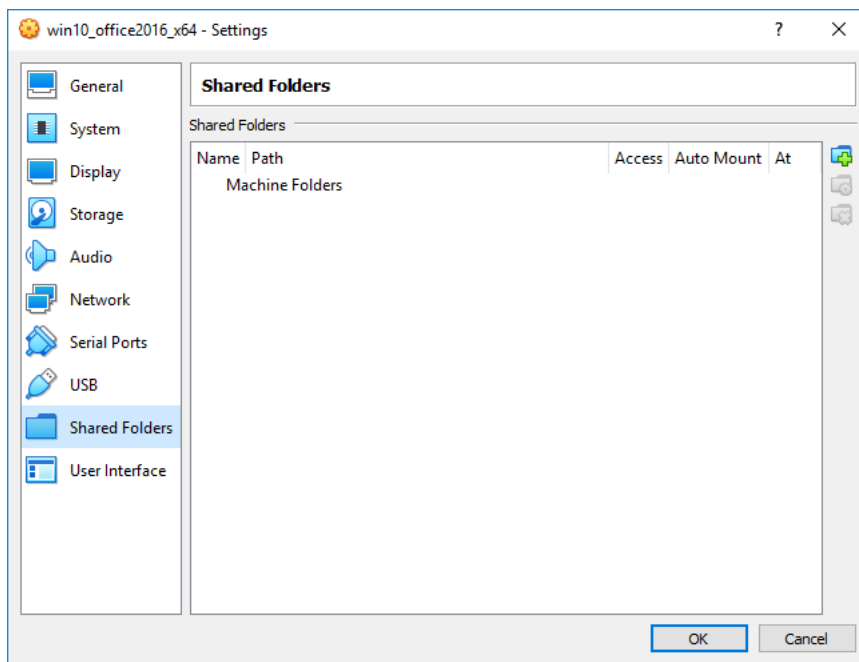 win10_office2016_x64 - Settings
?
General
System
Display
Storage
Audio
Network
Serial Ports
USB
Shared Folders
User Interface
Shared Folders
Shared Folders
Name Path Access Auto Mount At
Machine Folders
OK Cancel